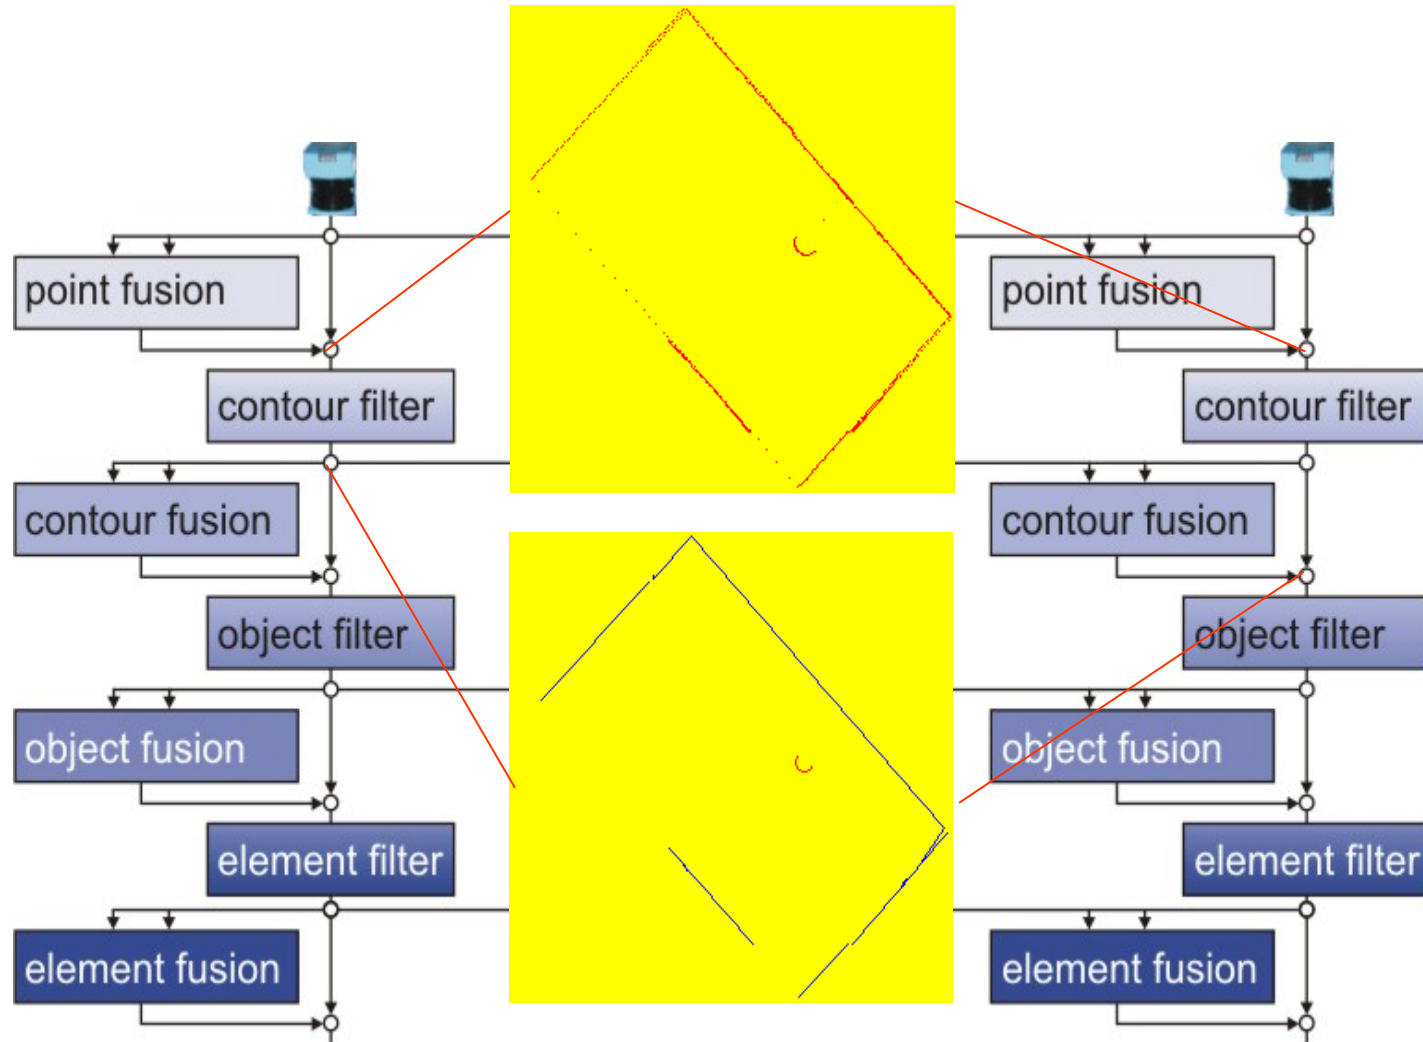 point fusion
contour filter
contour fusion
object filter
object fusion
element filter
element fusion
point fusion
contour filter
contour fusion
object filter
object fusion
element filter
element fusion